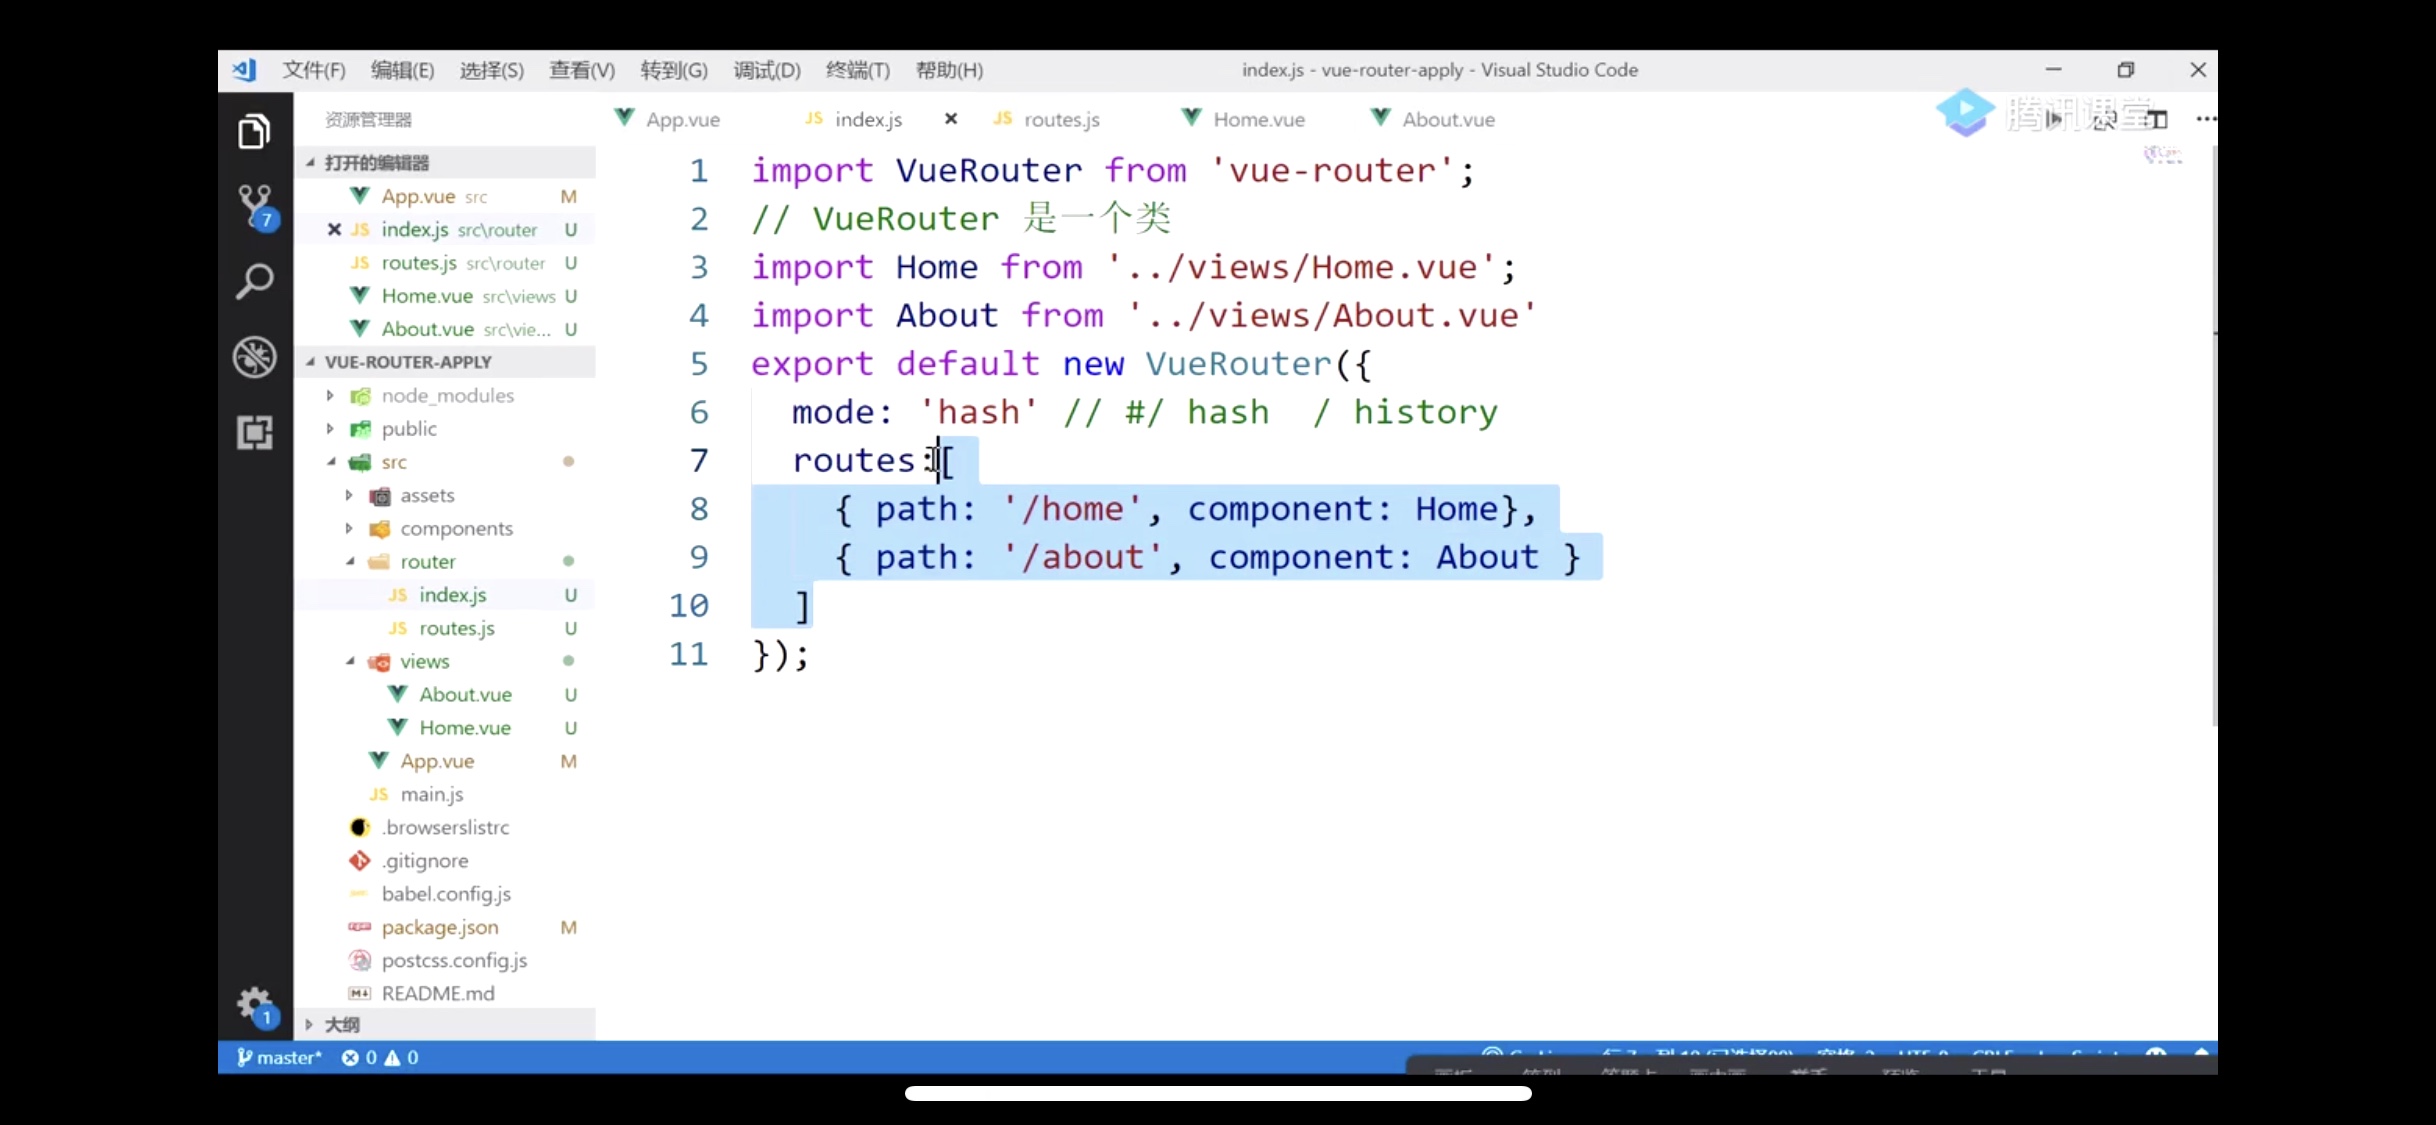 文件(F) 编辑(E) 选择(S) 查看(V) 转到(G) 调试(D) 终端(T) 帮助(H) index.js - vue-router-apply - Visual Studio Code
腾讯课堂
资源管理器
打开的编辑器
App.vue src M
index.js src\router U
routes.js src\router U
Home.vue src\views U
About.vue src\vie... U
VUE-ROUTER-APPLY
node_modules
public
src
assets
components
router
index.js U
routes.js U
views
About.vue U
Home.vue U
App.vue M
main.js
.browserslistrc
.gitignore
babel.config.js
package.json M
postcss.config.js
README.md
大纲
7
1
App.vue index.js routes.js Home.vue About.vue
1 import VueRouter from 'vue-router';
2 // VueRouter 是一个类
3 import Home from '../views/Home.vue';
4 import About from '../views/About.vue'
5 export default new VueRouter({
6 mode: 'hash' // #/ hash / history
7 routes:[
8 { path: '/home', component: Home},
9 { path: '/about', component: About }
10 ]
11 });
master* 0 0